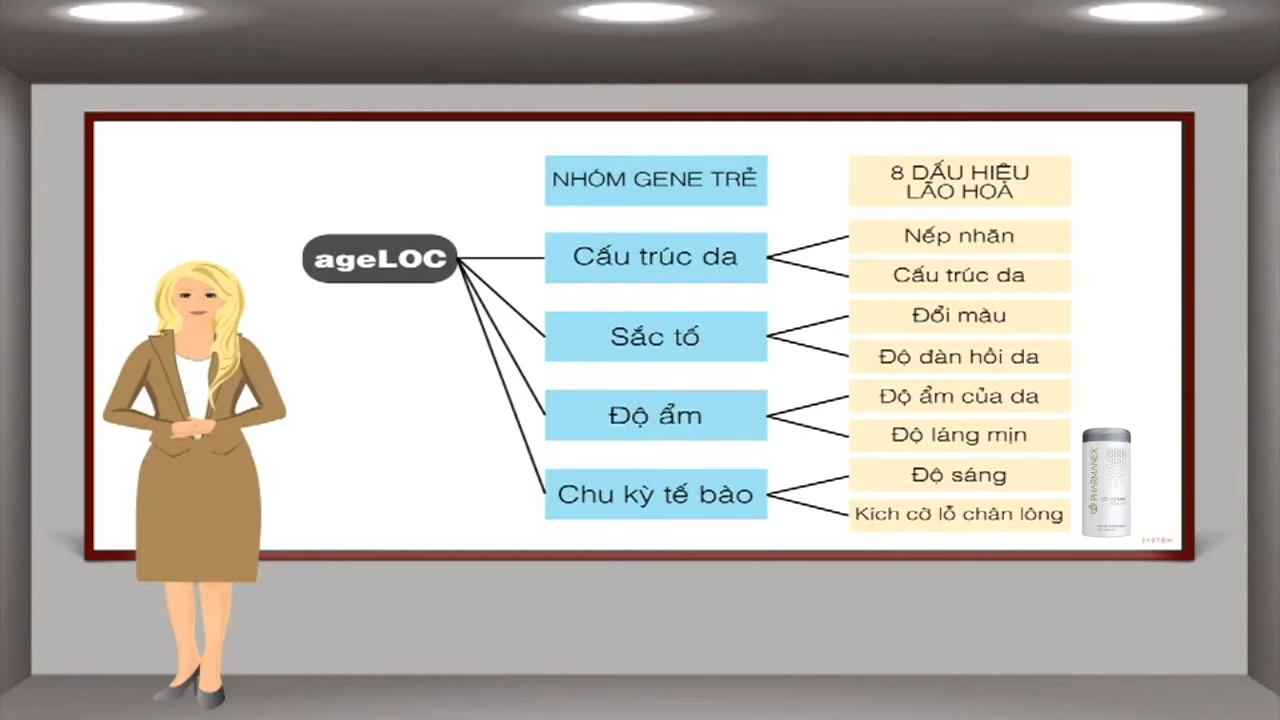 NHÓM GENE TRẺ
8 DẤU HIỆU
LÃO HOÁ
ageLOC
Cấu trúc da
Nếp nhăn
Cấu trúc da
Sắc tố
Đổi màu
Độ đàn hồi da
Độ ẩm
Độ ẩm của da
Độ láng mịn
Chu kỳ tế bào
Độ sáng
Kích cỡ lỗ chân lông
PHARMANEX
SYSTEM